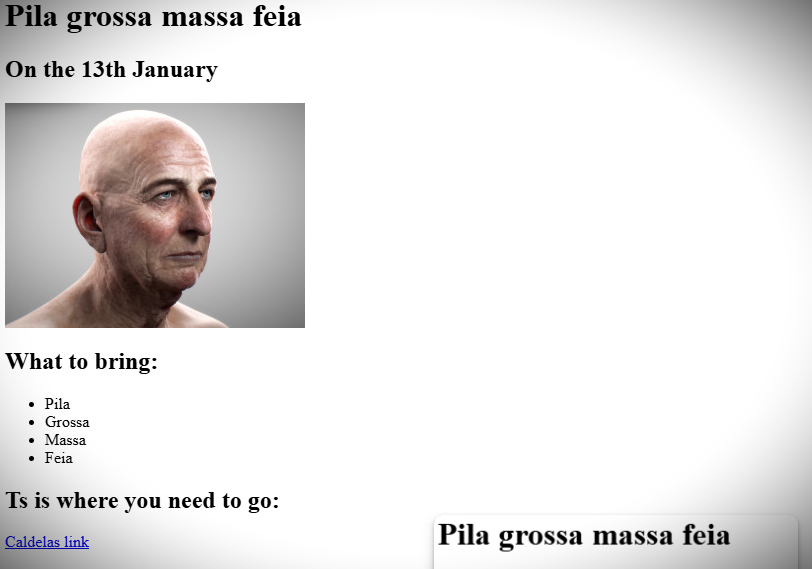 Pila grossa massa feia
On the 13th January
What to bring:
Pila
Grossa
Massa
Feia
Ts is where you need to go:
Caldelas link
Pila grossa massa feia